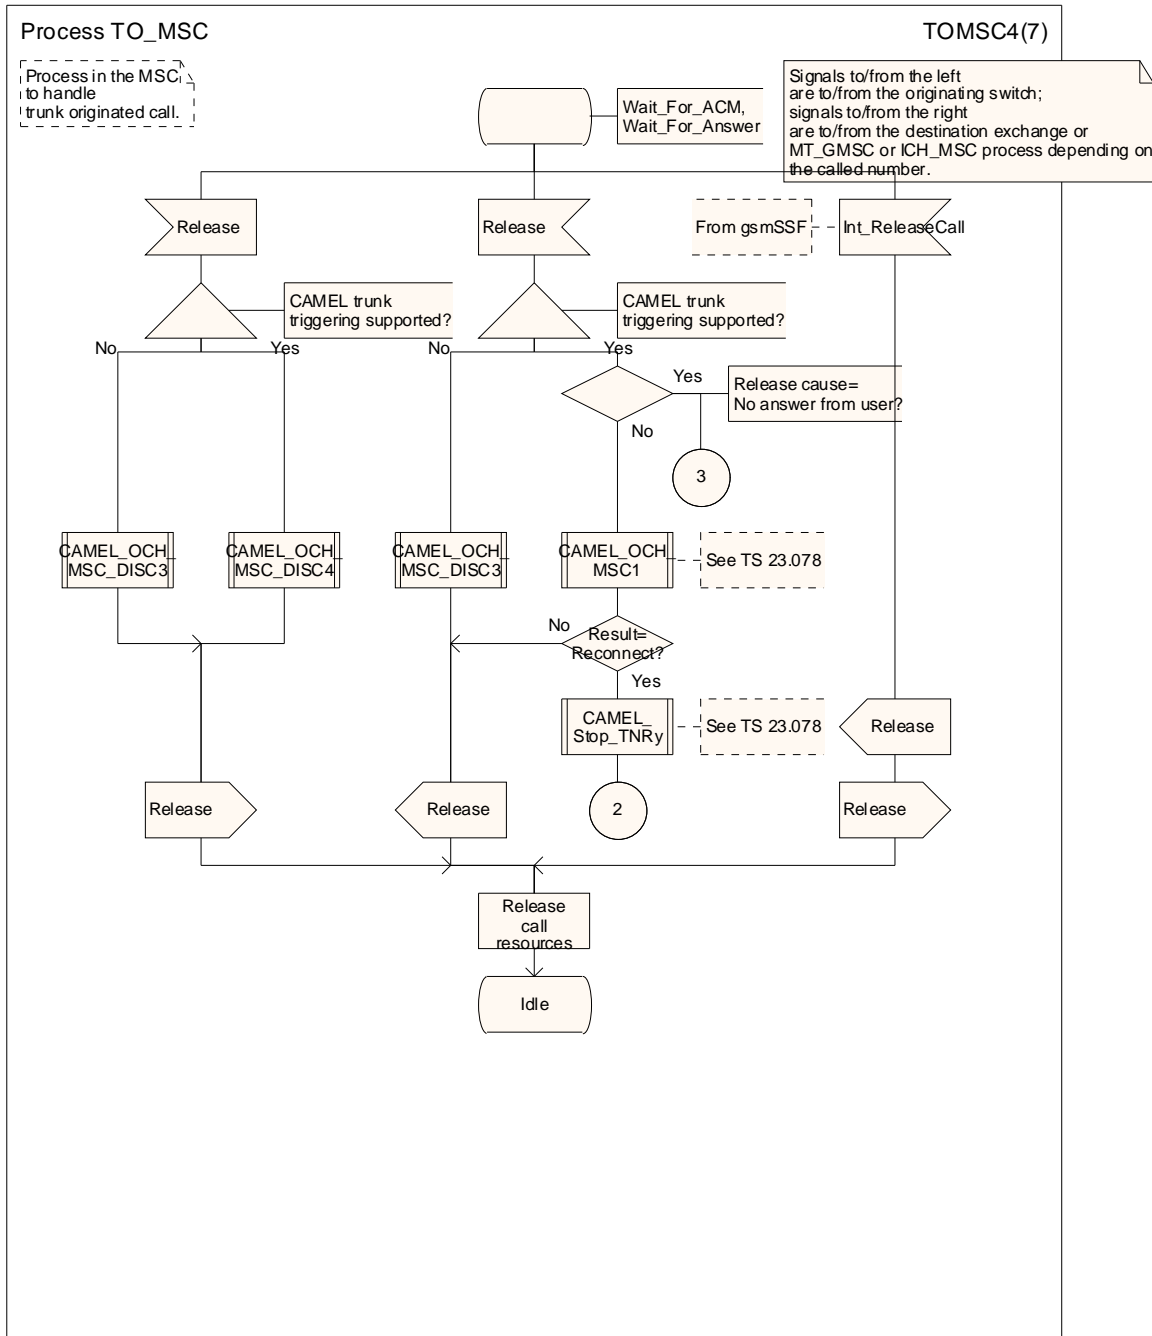 Process TO_MSC
TOMSC4(7)
Process in the MSC
to handle
trunk originated call.
Signals to/from the left
are to/from the originating switch;
signals to/from the right
are to/from the destination exchange or
MT_GMSC or ICH_MSC process depending on
the called number.
Wait_For_ACM,
Wait_For_Answer
Release
Release
From gsmSSF
Int_ReleaseCall
CAMEL trunk
triggering supported?
CAMEL trunk
triggering supported?
No
Yes
No
Yes
Yes
Release cause=
No answer from user?
No
3
CAMEL_OCH_
MSC_DISC3
CAMEL_OCH_
MSC_DISC4
CAMEL_OCH_
MSC_DISC3
CAMEL_OCH_
MSC1
See TS 23.078
No
Result=
Reconnect?
Yes
CAMEL_
Stop_TNRy
See TS 23.078
Release
Release
Release
2
Release
Release
call
resources
Idle